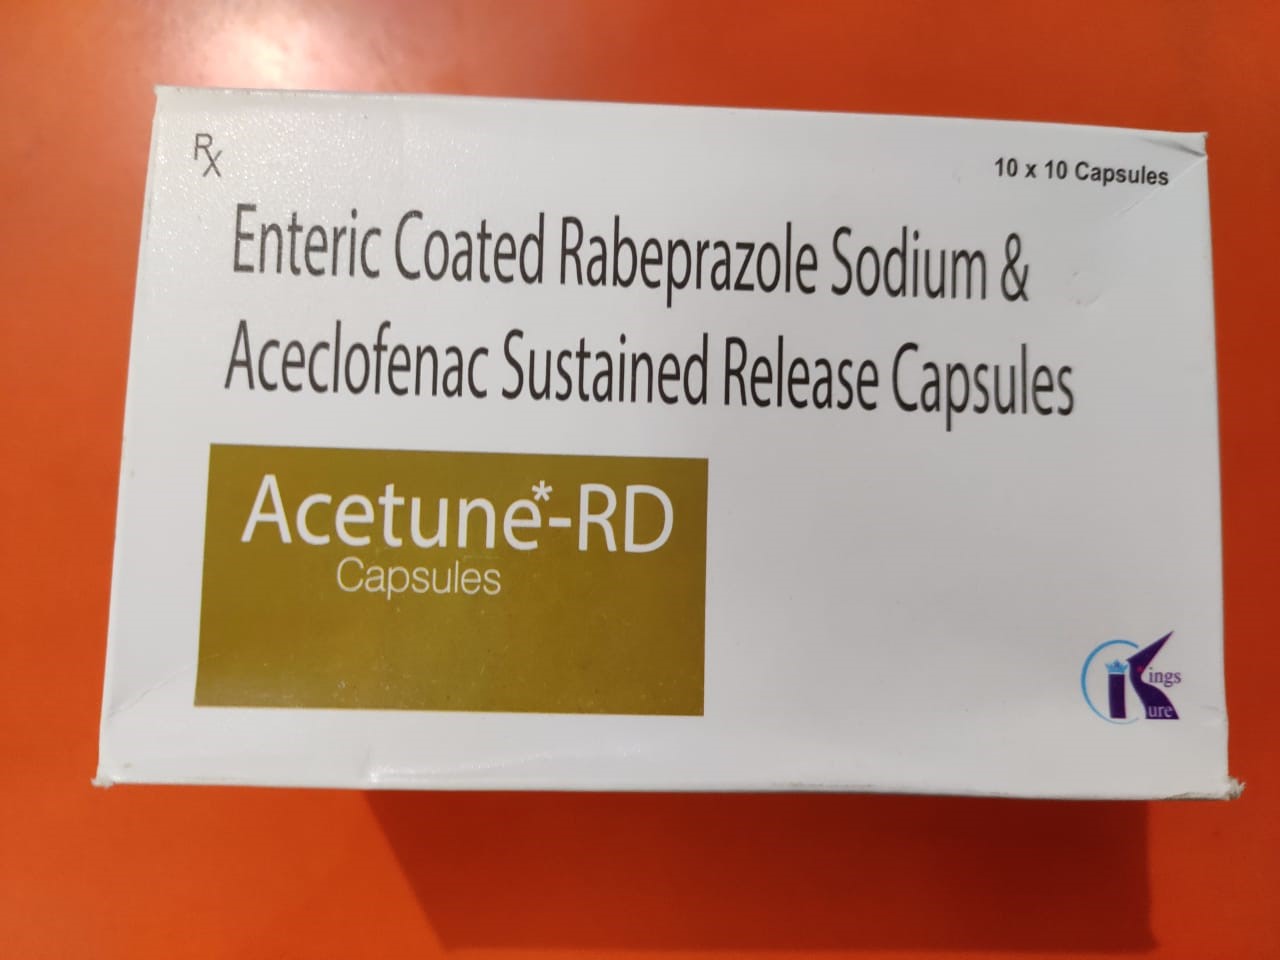 Rx
10 x 10 Capsules
Enteric Coated Rabeprazole Sodium &
Aceclofenac Sustained Release Capsules
Acetune*-RD
Capsules
Kings
Kure